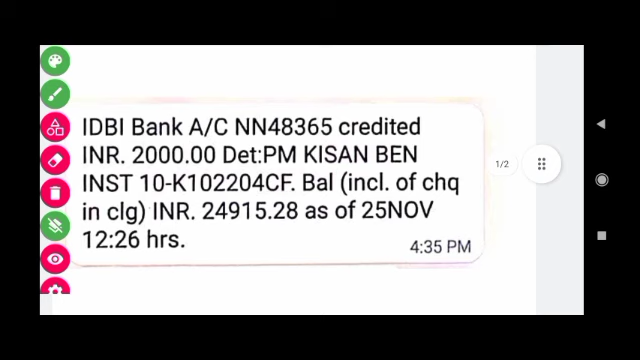 IDBI Bank A/C NN48365 credited
INR. 2000.00 Det:PM KISAN BEN
INST 10-K102204CF. Bal (incl. of chq
in clg) INR. 24915.28 as of 25NOV
12:26 hrs.
4:35 PM
1/2